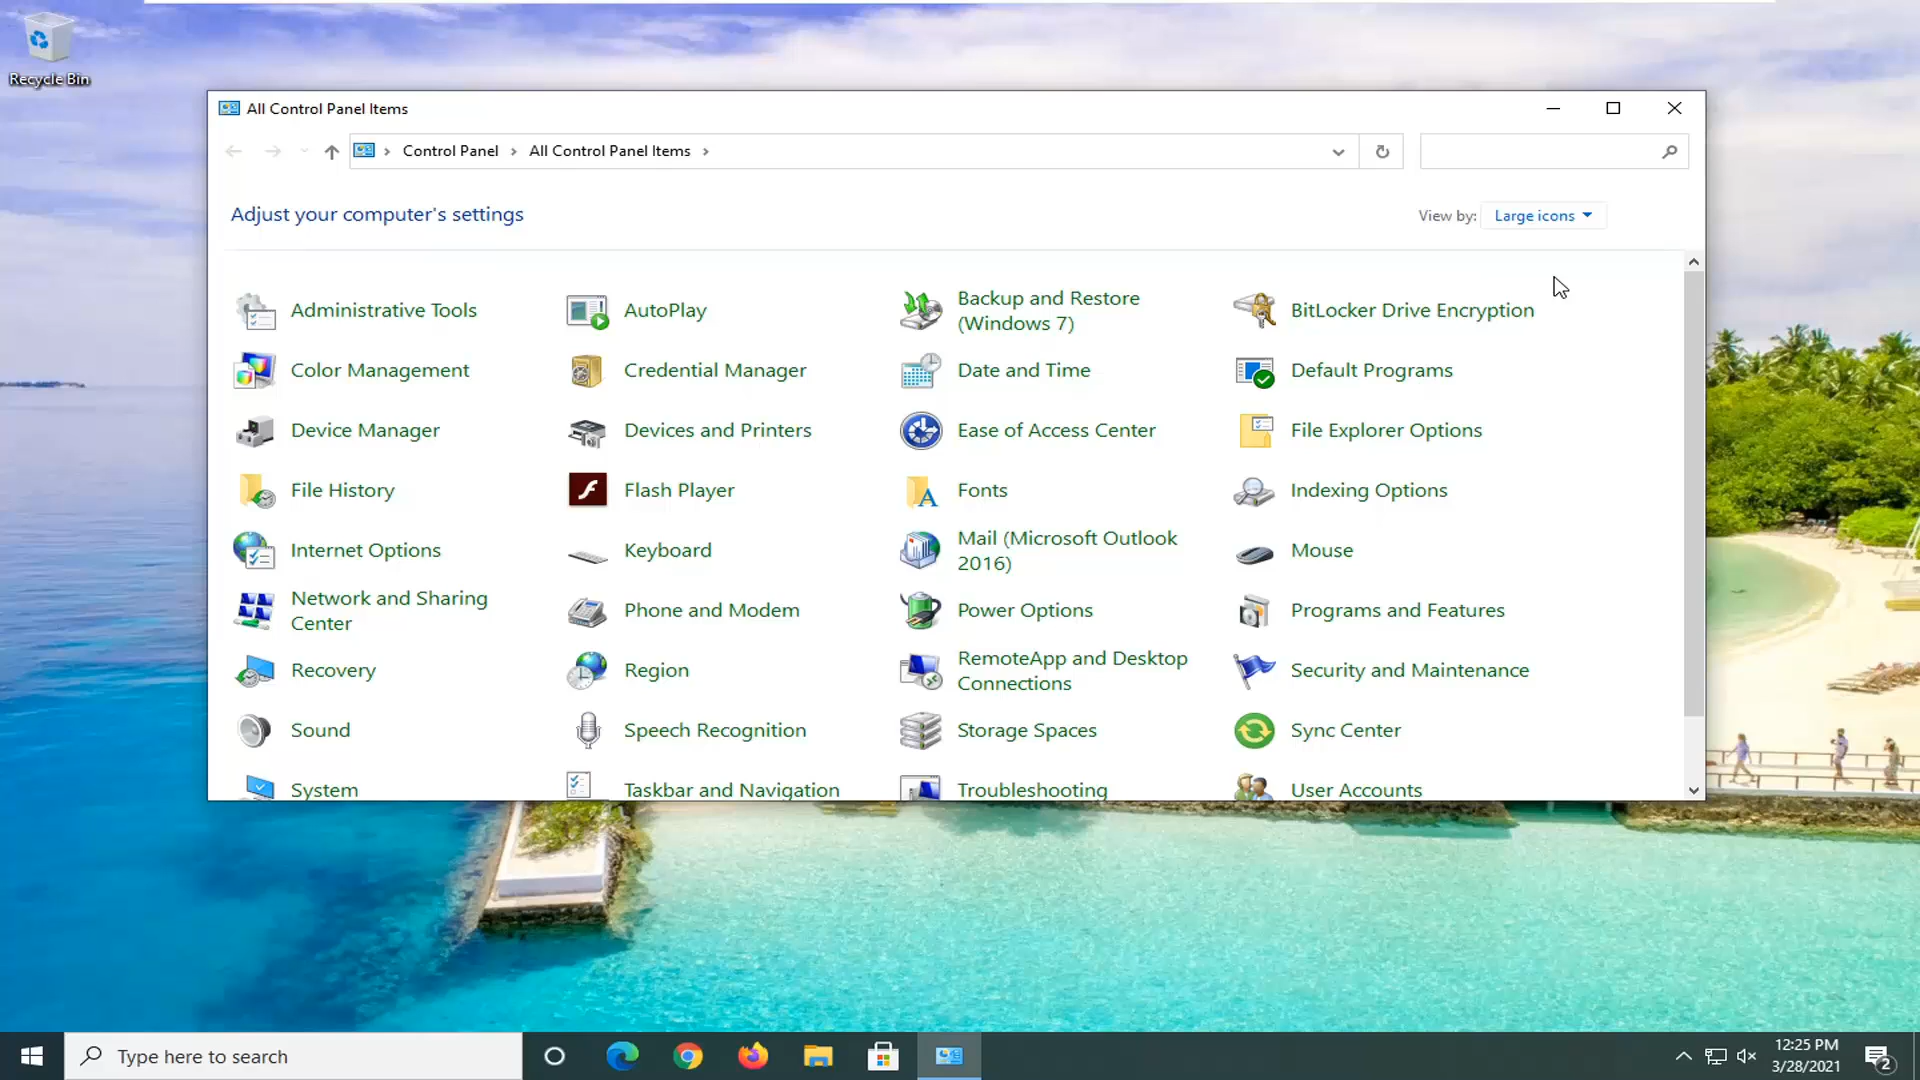 Recycle Bin
All Control Panel Items
Control Panel
All Control Panel Items
Adjust your computer's settings
View by:
Large icons
Administrative Tools
AutoPlay
Backup and Restore
(Windows 7)
BitLocker Drive Encryption
Color Management
Credential Manager
Date and Time
Default Programs
Device Manager
Devices and Printers
Ease of Access Center
File Explorer Options
File History
Flash Player
Fonts
Indexing Options
Internet Options
Keyboard
Mail (Microsoft Outlook
2016)
Mouse
Network and Sharing
Center
Phone and Modem
Power Options
Programs and Features
Recovery
Region
RemoteApp and Desktop
Connections
Security and Maintenance
Sound
Speech Recognition
Storage Spaces
Sync Center
System
Taskbar and Navigation
Troubleshooting
User Accounts
Type here to search
12:25 PM
3/28/2021
2